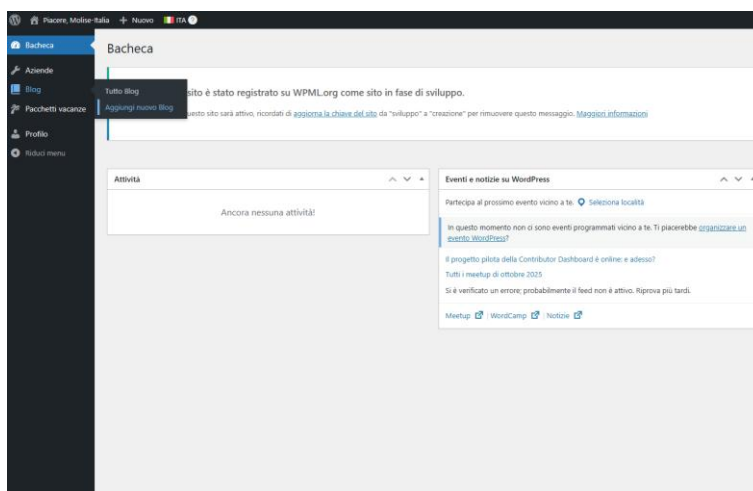 Piacere, Molise-Italia + Nuovo ITA
Bacheca
Aziende
Blog
Pacchetti vacanze
Profilo
Riduci menu
Tutto Blog
Aggiungi nuovo Blog
Bacheca
sito è stato registrato su WPML.org come sito in fase di sviluppo.
uesto sito sarà attivo, ricordati di aggiorna la chiave del sito da "sviluppo" a "creazione" per rimuovere questo messaggio. Maggiori informazioni
Attività
Ancora nessuna attività!
Eventi e notizie su WordPress
Partecipa al prossimo evento vicino a te. Seleziona località
In questo momento non ci sono eventi programmati vicino a te. Ti piacerebbe organizzare un
evento WordPress?
Il progetto pilota della Contributor Dashboard è online: e adesso?
Tutti i meetup di ottobre 2025
Si è verificato un errore; probabilmente il feed non è attivo. Riprova più tardi.
Meetup | WordCamp | Notizie